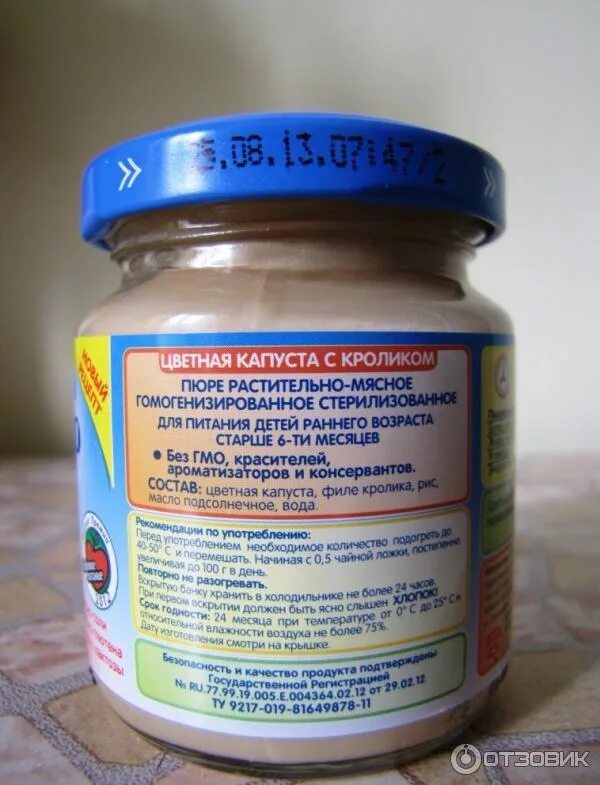 .08.13.07:47/2
НОВЫЙ
РЕЦЕПТ
ЦВЕТНАЯ КАПУСТА С КРОЛИКОМ
ПЮРЕ РАСТИТЕЛЬНО-МЯСНОЕ
ГОМОГЕНИЗИРОВАННОЕ СТЕРИЛИЗОВАННОЕ
ДЛЯ ПИТАНИЯ ДЕТЕЙ РАННЕГО ВОЗРАСТА
СТАРШЕ 6-ТИ МЕСЯЦЕВ
• Без ГМО, красителей,
ароматизаторов и консервантов.
СОСТАВ: цветная капуста, филе кролика, рис,
масло подсолнечное, вода.
Рекомендации по употреблению:
Перед употреблением необходимое количество подогреть до
40-50° С и перемешать. Начиная с 0,5 чайной ложки, постепенно
увеличивая до 100 г в день.
Повторно не разогревать.
Вскрытую банку хранить в холодильнике не более 24 часов.
При первом вскрытии должен быть ясно слышен ХЛОПОК!
Срок годности: 24 месяца при температуре от 0° С до 25° С и
относительной влажности воздуха не более 75%.
Дату изготовления смотри на крышке.
Безопасность и качество продукта подтверждены
Государственной Регистрацией
№ RU.77.99.19.005.Е.004364.02.12 от 29.02.12
ТУ 9217-019-81649878-11
ОТЗОВИК